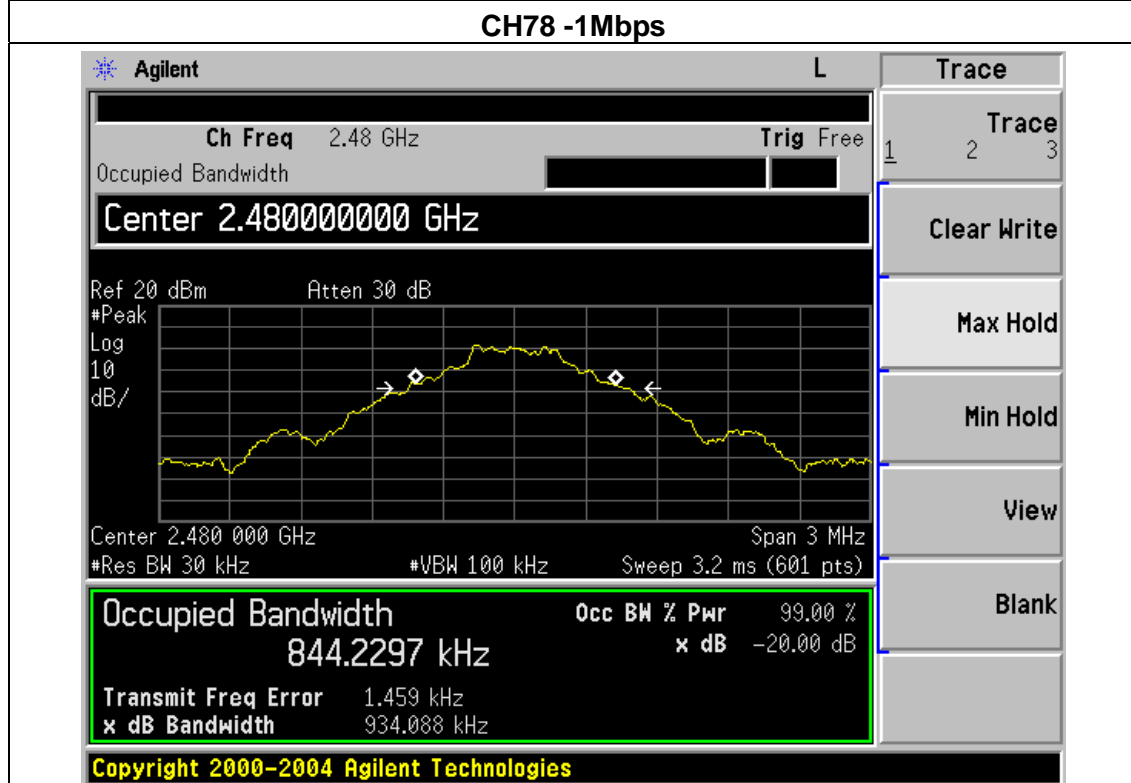 CH78 -1Mbps
Agilent L Trace
Ch Freq 2.48 GHz Trig Free
Occupied Bandwidth
Trace
1 2 3
Center 2.480000000 GHz
Clear Write
Ref 20 dBm Atten 30 dB
#Peak
Log
10
dB/
Max Hold
Min Hold
View
Center 2.480 000 GHz Span 3 MHz
#Res BW 30 kHz #VBW 100 kHz Sweep 3.2 ms (601 pts)
Blank
Occupied Bandwidth Occ BW % Pwr 99.00 %
844.2297 kHz x dB -20.00 dB
Transmit Freq Error 1.459 kHz
x dB Bandwidth 934.088 kHz
Copyright 2000-2004 Agilent Technologies